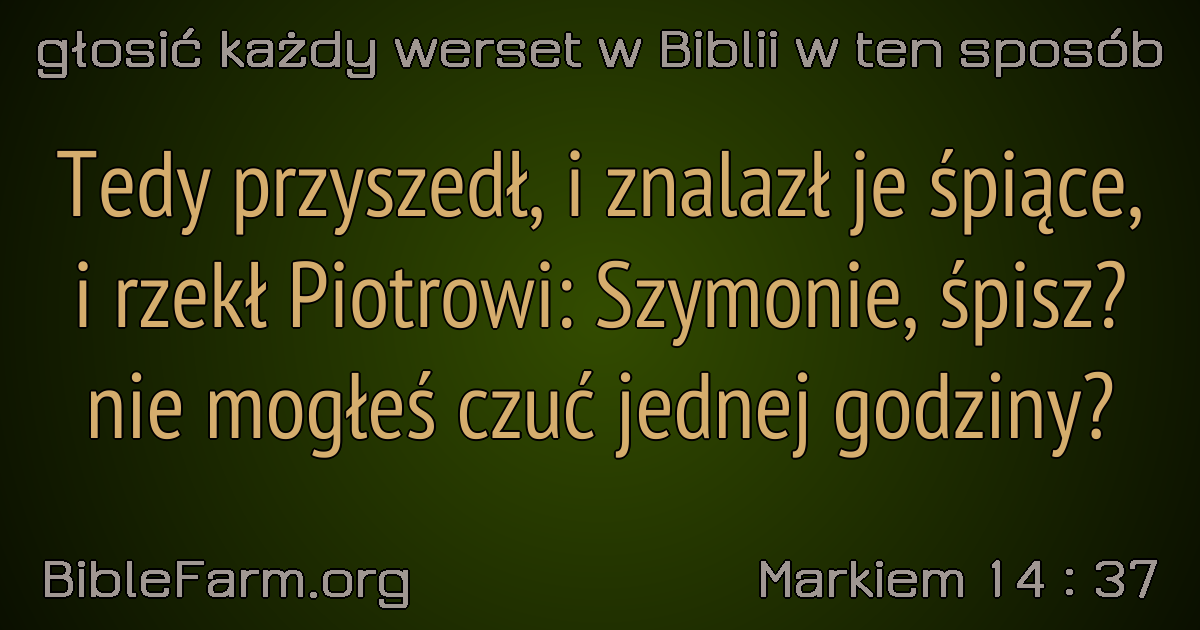 głosić każdy werset w Biblii w ten sposób
Tedy przyszedł, i znalazł je śpiące,
i rzekł Piotrowi: Szymonie, śpisz?
nie mogłeś czuć jednej godziny?
BibleFarm.org
Markiem 14 : 37